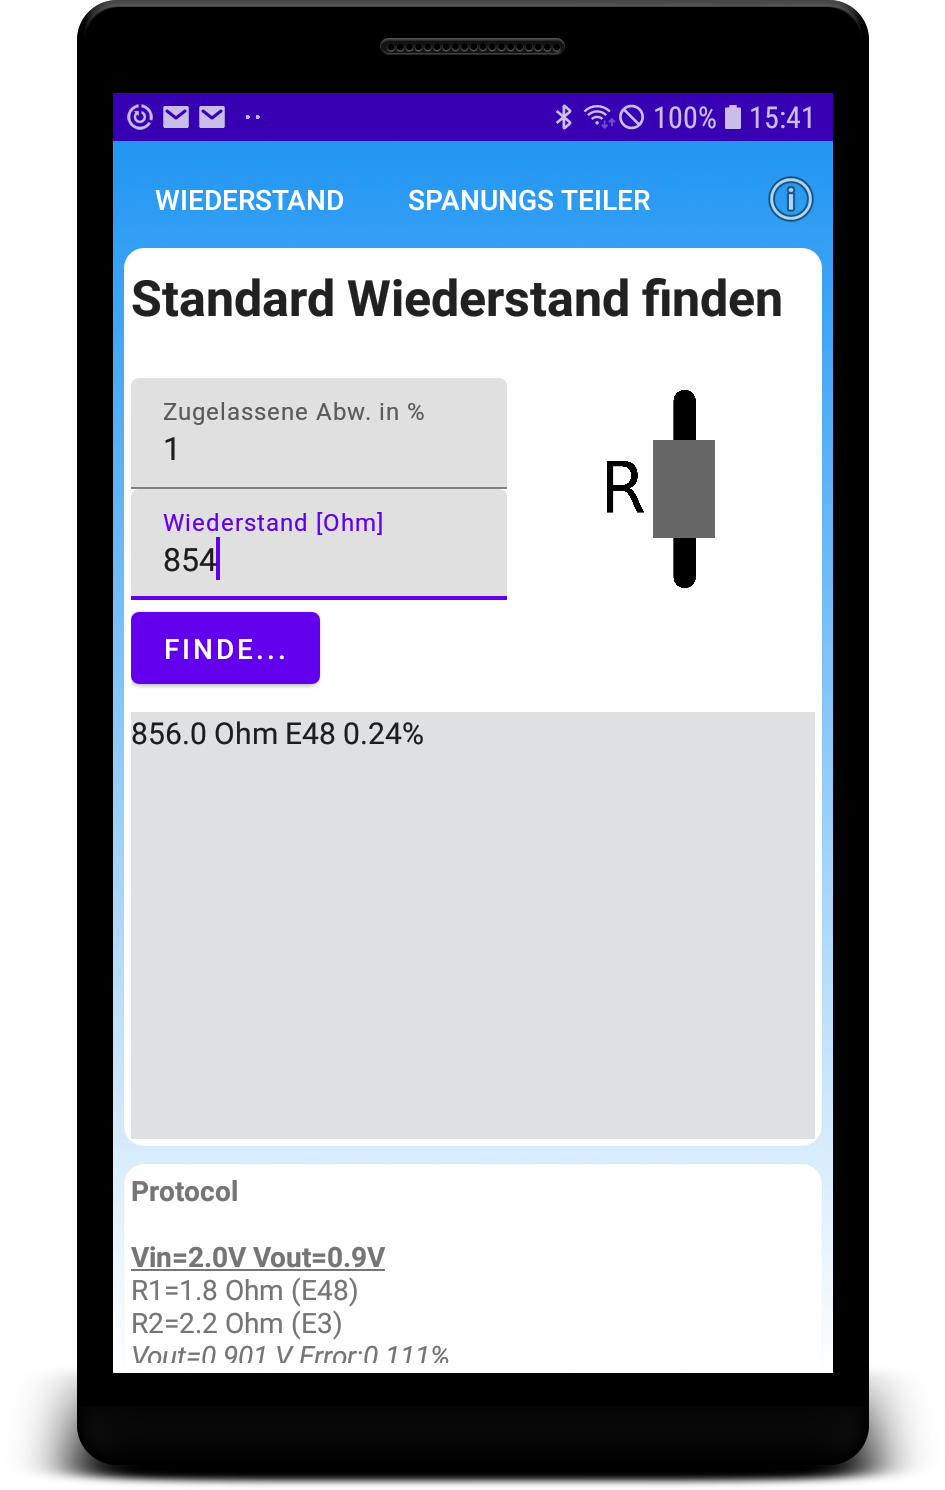 100% 15:41
WIEDERSTAND SPANUNGS TEILER
Standard Wiederstand finden
Zugelassene Abw. in %
1
Wiederstand [Ohm]
854
R
FINDE...
856.0 Ohm E48 0.24%
Protocol
Vin=2.0V Vout=0.9V
R1=1.8 Ohm (E48)
R2=2.2 Ohm (E3)
Vout=0.901 V Error:0.111%